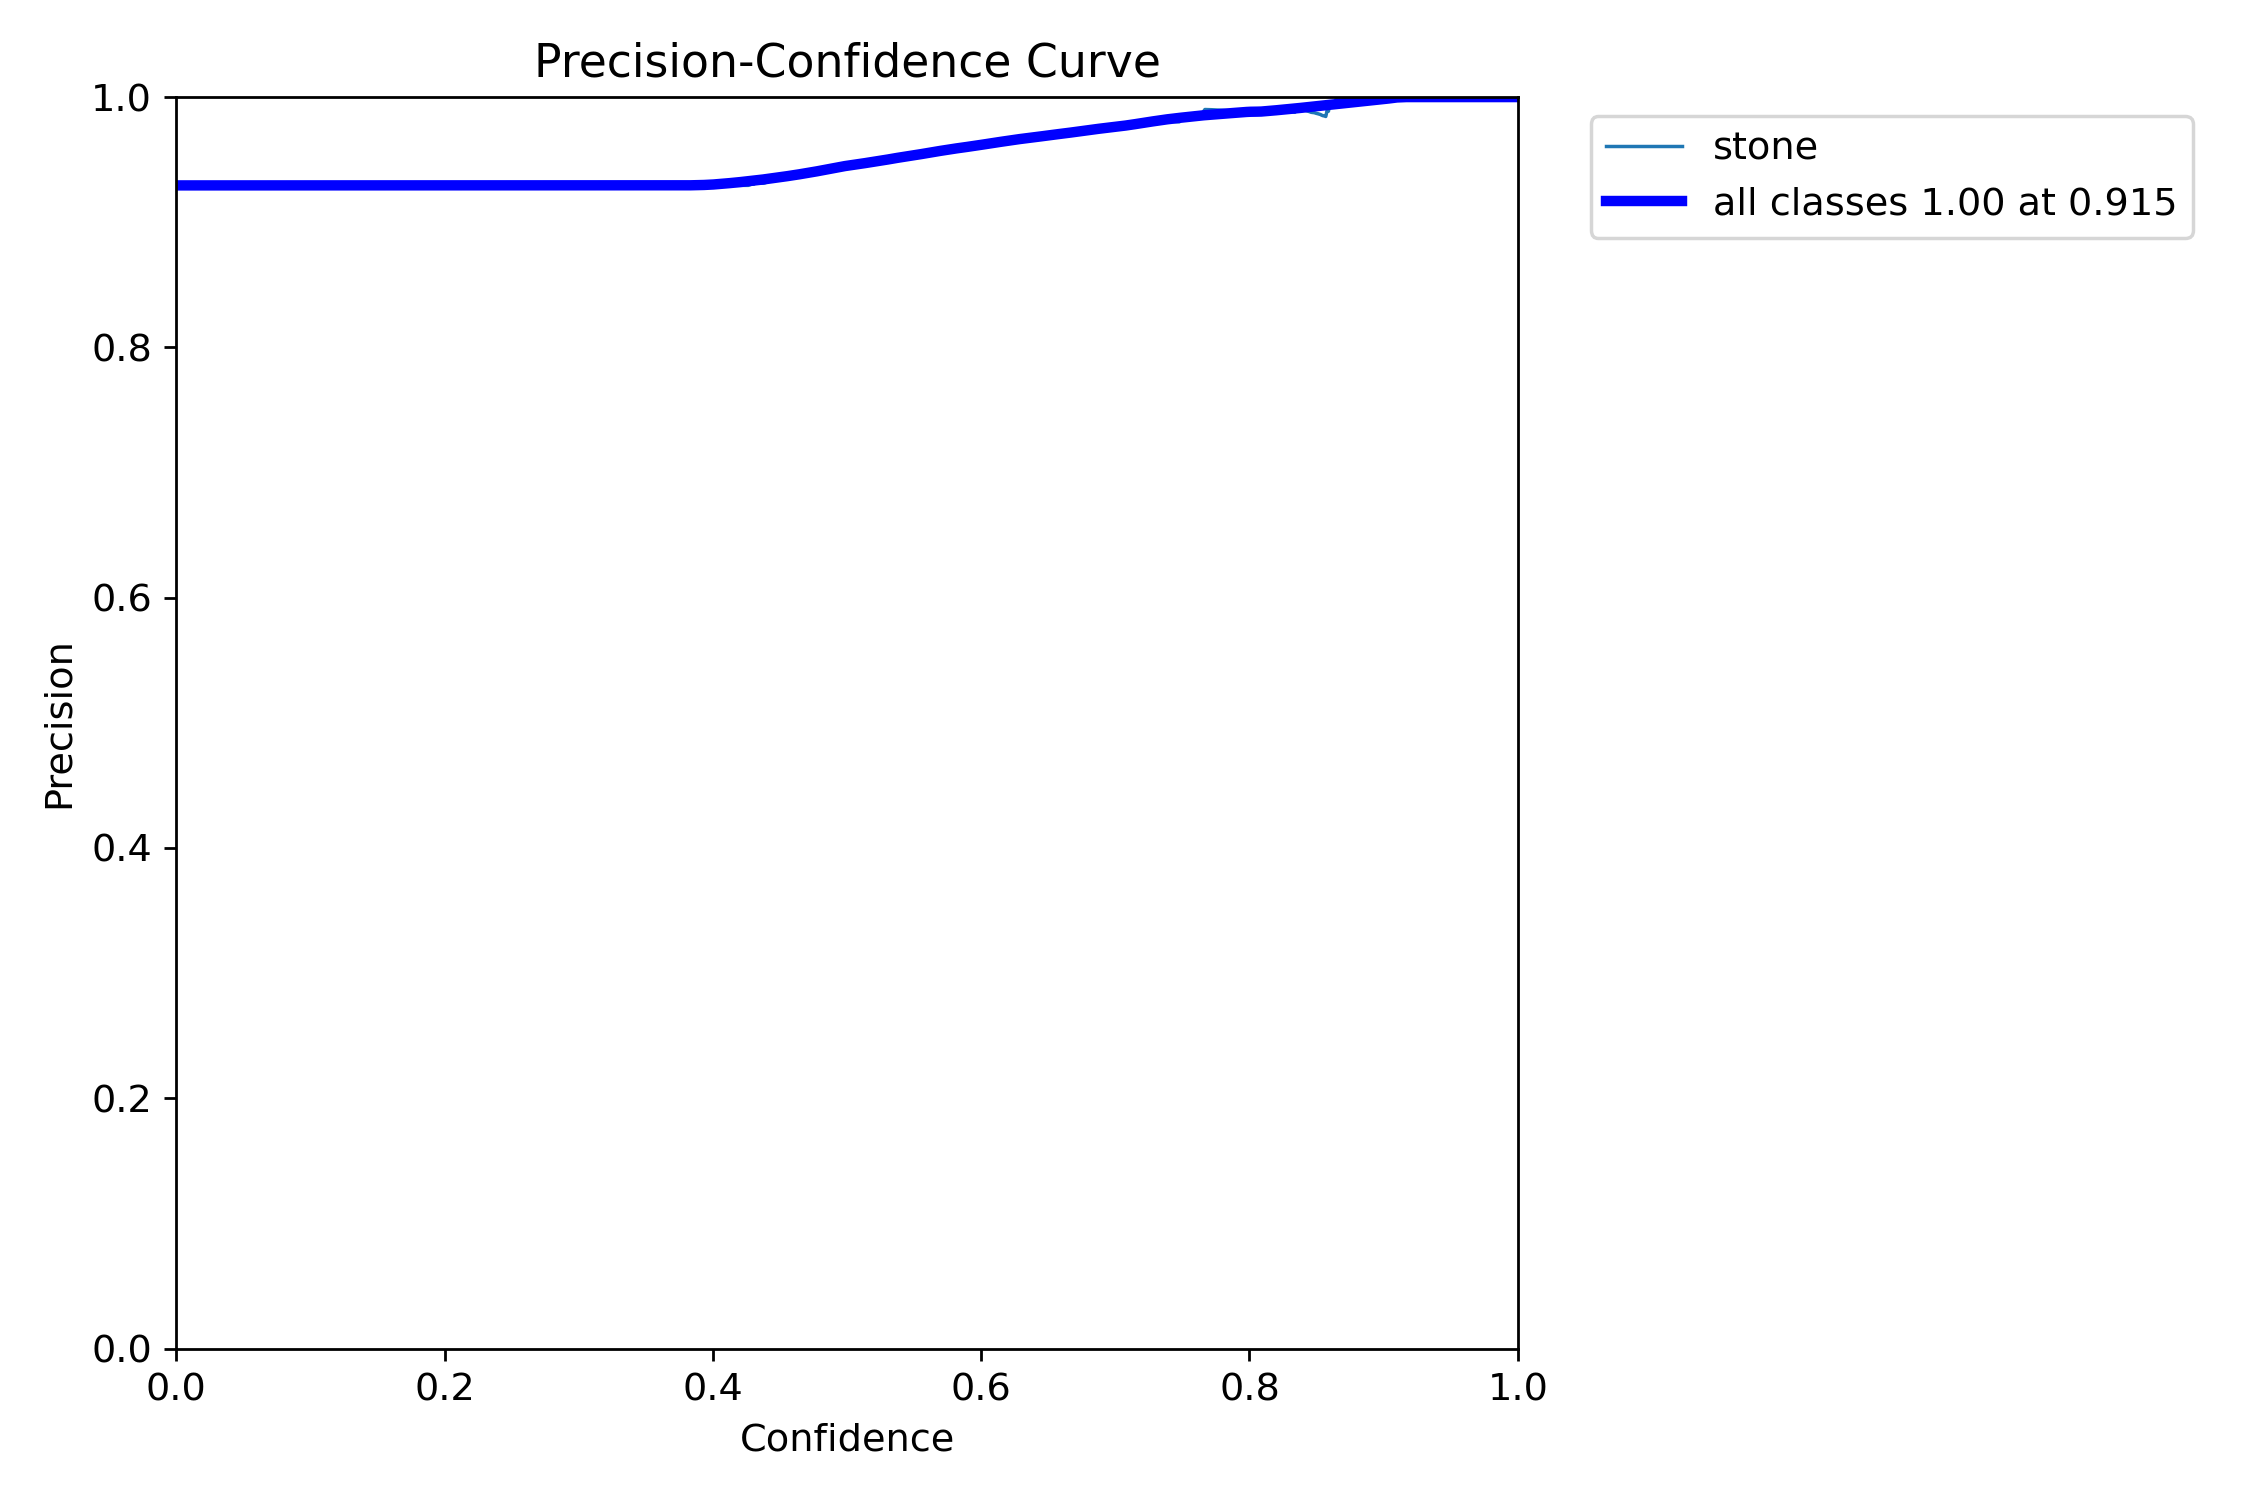 Precision-Confidence Curve
1.0
0.8
0.6
0.4
0.2
0.0
Precision
0.0 0.2 0.4 0.6 0.8 1.0
Confidence
stone
all classes 1.00 at 0.915